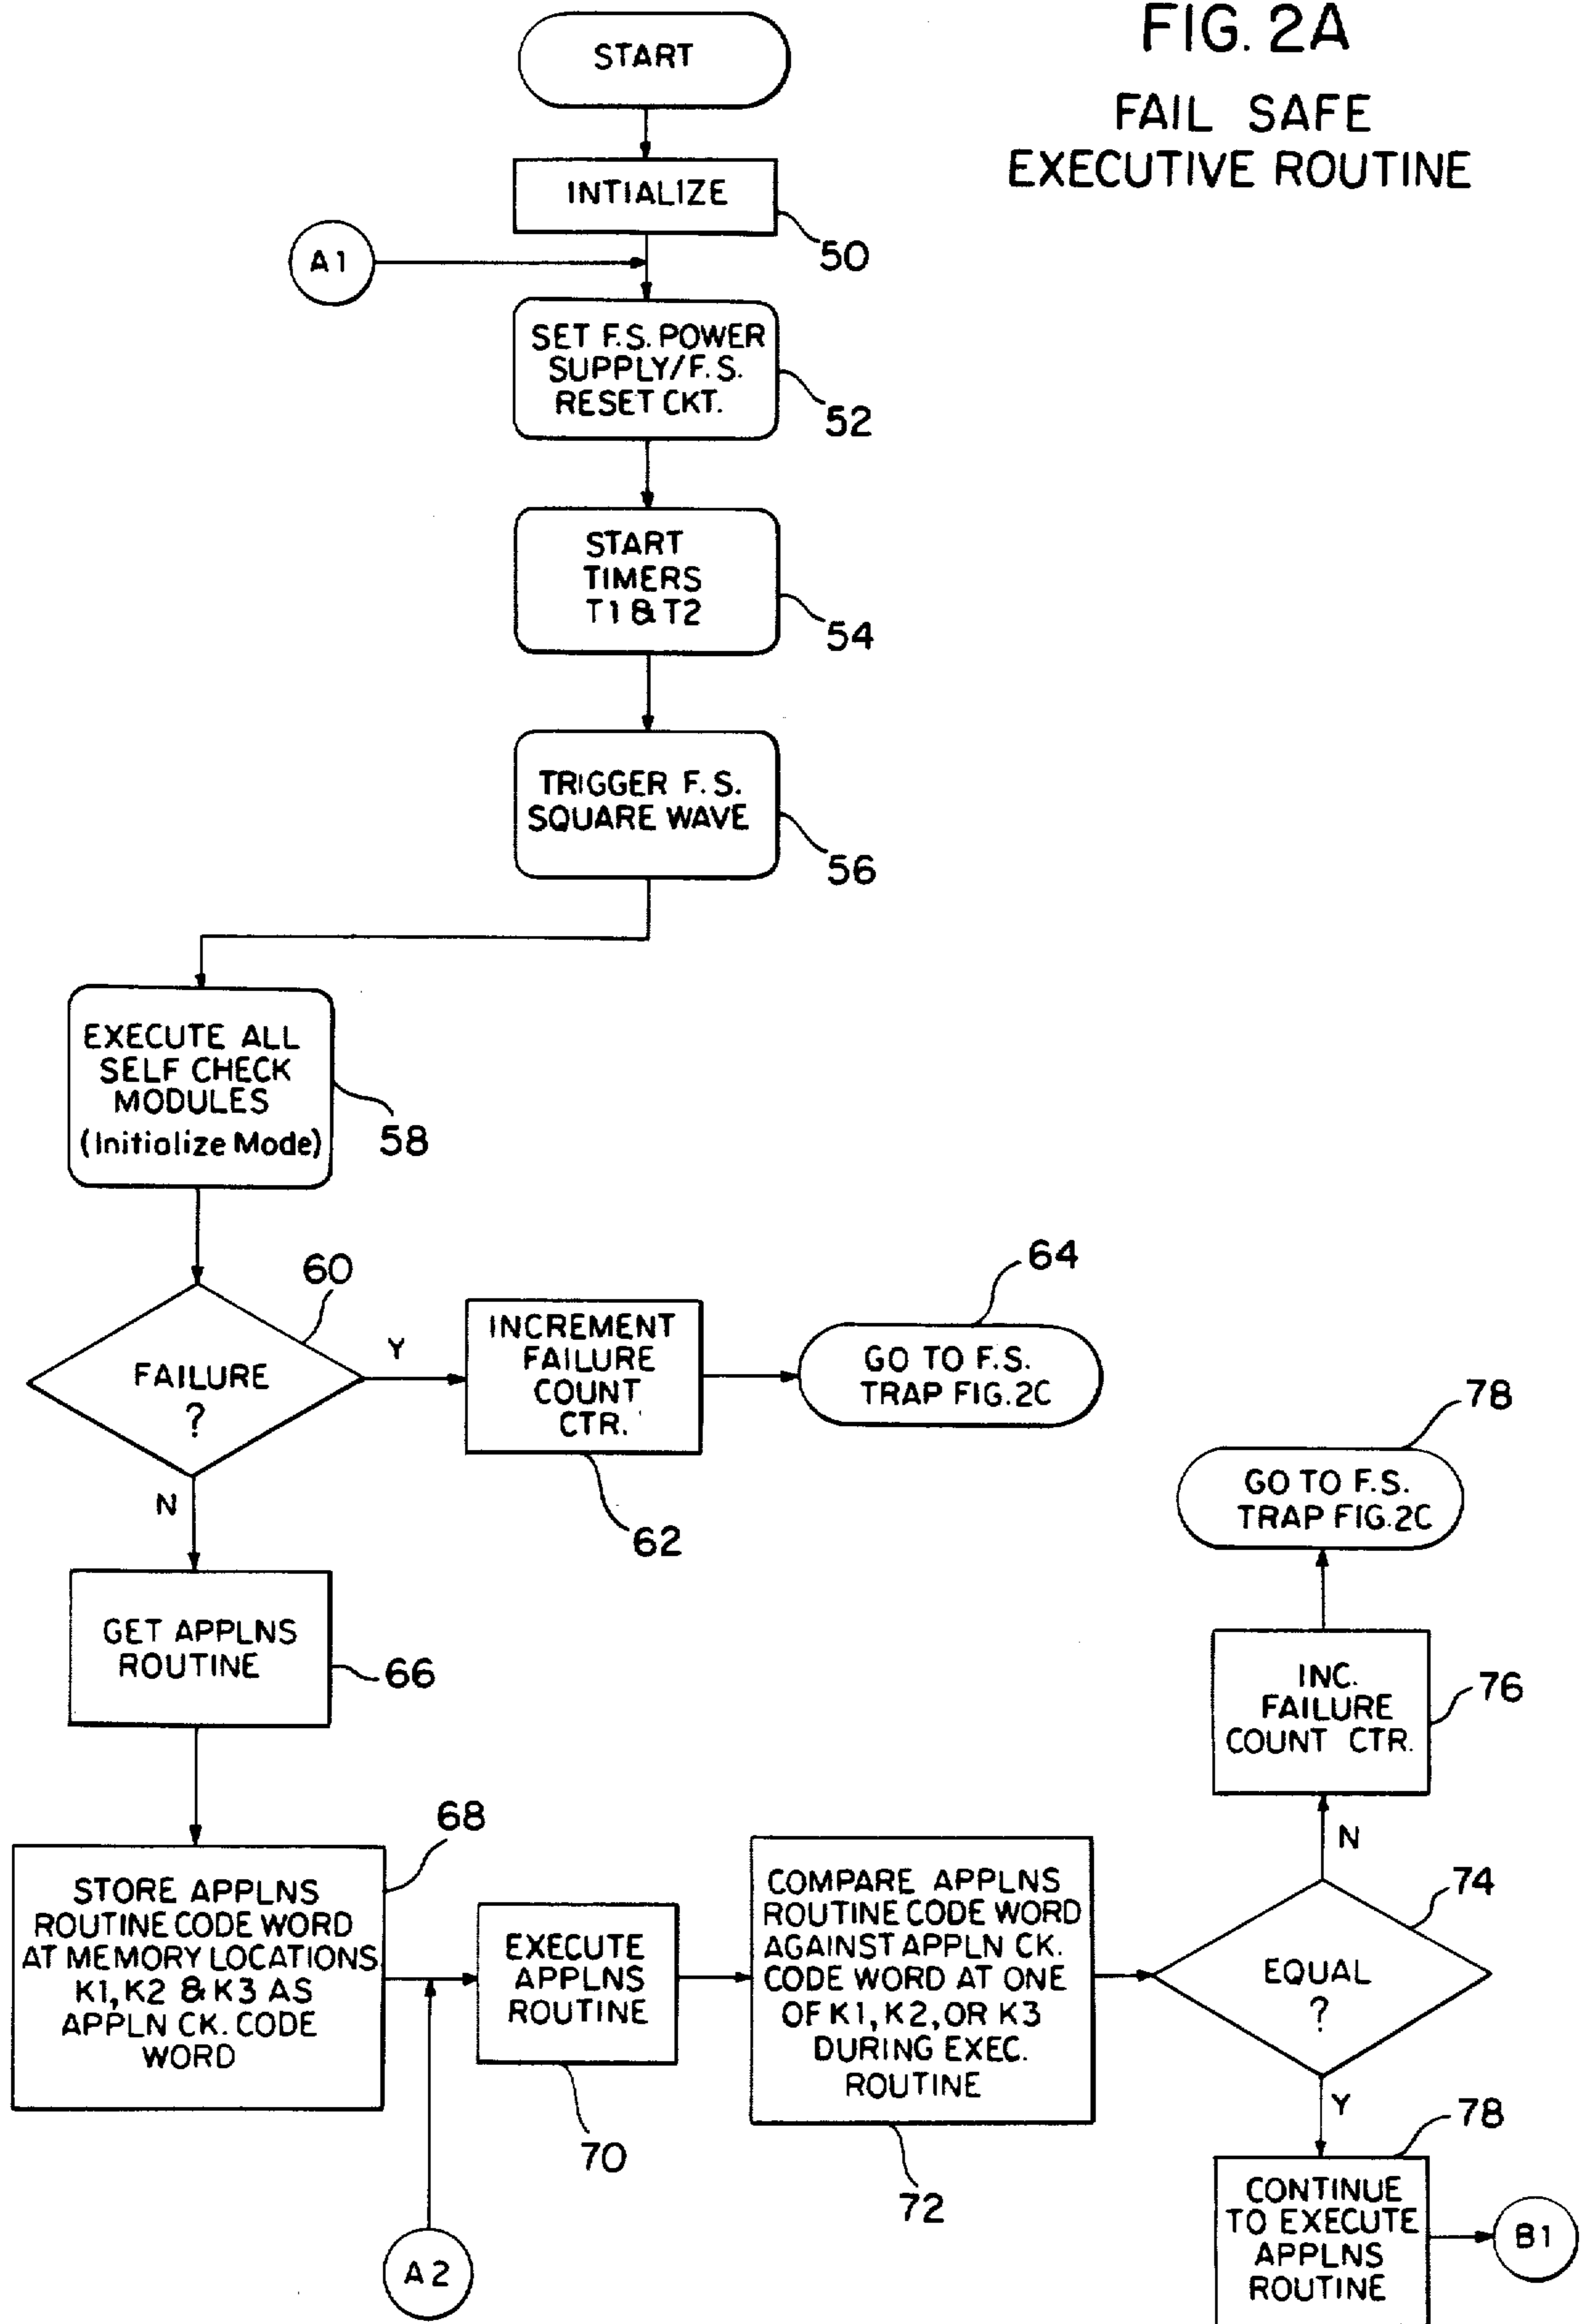 FIG. 2A
FAIL SAFE
EXECUTIVE ROUTINE
START
INTIALIZE
50
A1
SET F.S. POWER
SUPPLY/F.S.
RESET CKT.
52
START
TIMERS
T1 & T2
54
TRIGGER F.S.
SQUARE WAVE
56
EXECUTE ALL
SELF CHECK
MODULES
(Initialize Mode)
58
60
FAILURE
?
Y
N
INCREMENT
FAILURE
COUNT
CTR.
62
64
GO TO F.S.
TRAP FIG.2C
GET APPLNS
ROUTINE
66
68
STORE APPLNS
ROUTINE CODE WORD
AT MEMORY LOCATIONS
K1, K2 & K3 AS
APPLN CK. CODE
WORD
A2
EXECUTE
APPLNS
ROUTINE
70
COMPARE APPLNS
ROUTINE CODE WORD
AGAINST APPLN CK.
CODE WORD AT ONE
OF K1, K2, OR K3
DURING EXEC.
ROUTINE
72
74
EQUAL
?
N
INC.
FAILURE
COUNT CTR.
76
78
GO TO F.S.
TRAP FIG.2C
Y
78
CONTINUE
TO EXECUTE
APPLNS
ROUTINE
B1